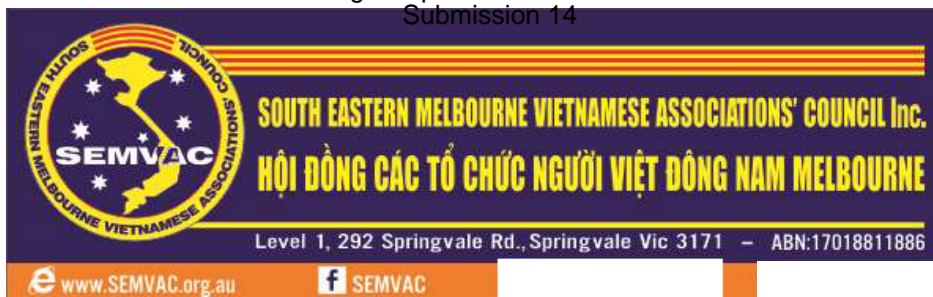 Submission 14
SOUTH EASTERN MELBOURNE VIETNAMESE ASSOCIATIONS' COUNCIL
SEMVAC
SOUTH EASTERN MELBOURNE VIETNAMESE ASSOCIATIONS' COUNCIL Inc.
HỘI ĐỒNG CÁC TỔ CHỨC NGƯỜI VIỆT ĐÔNG NAM MELBOURNE
Level 1, 292 Springvale Rd., Springvale Vic 3171 – ABN:17018811886
www.SEMVAC.org.au
f SEMVAC